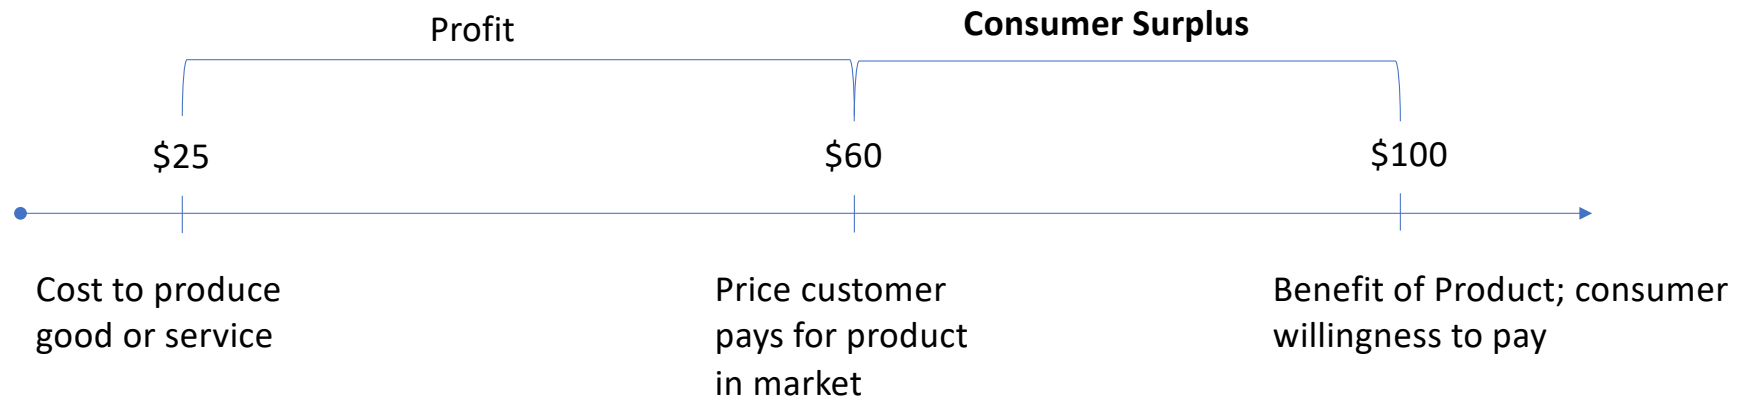 Profit
Consumer Surplus
$25
$60
$100
Cost to produce
good or service
Price customer
pays for product
in market
Benefit of Product; consumer
willingness to pay